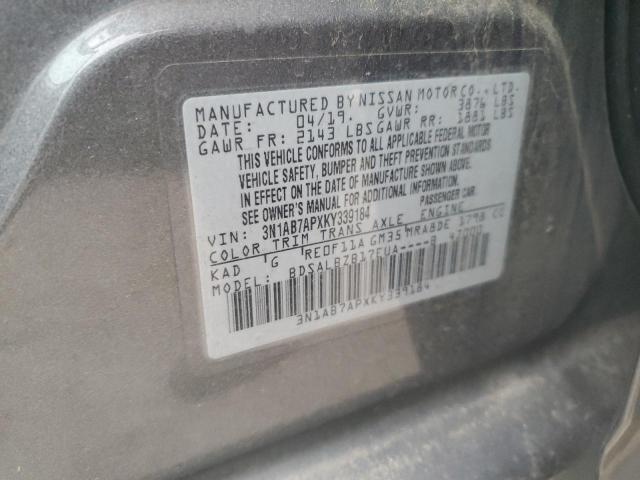 MANUFACTURED BY NISSAN MOTOR CO.,LTD.
DATE: 04/19. GVWR: 3876 LBS
GAWR FR: 2143 LBS GAWR RR: 1881 LBS
THIS VEHICLE CONFORMS TO ALL APPLICABLE FEDERAL MOTOR
VEHICLE SAFETY, BUMPER AND THEFT PREVENTION STANDARDS
IN EFFECT ON THE DATE OF MANUFACTURE SHOWN ABOVE.
SEE OWNER'S MANUAL FOR ADDITIONAL INFORMATION.
VIN: 3N1AB7APXKY339184 PASSENGER CAR
COLOR TRIM TRANS AXLE ENGINE
KAD G RE0F11A GM35 MRA8DE 1798 CC
BDSALBZB17EUA----B
3N1AB7APXKY339184